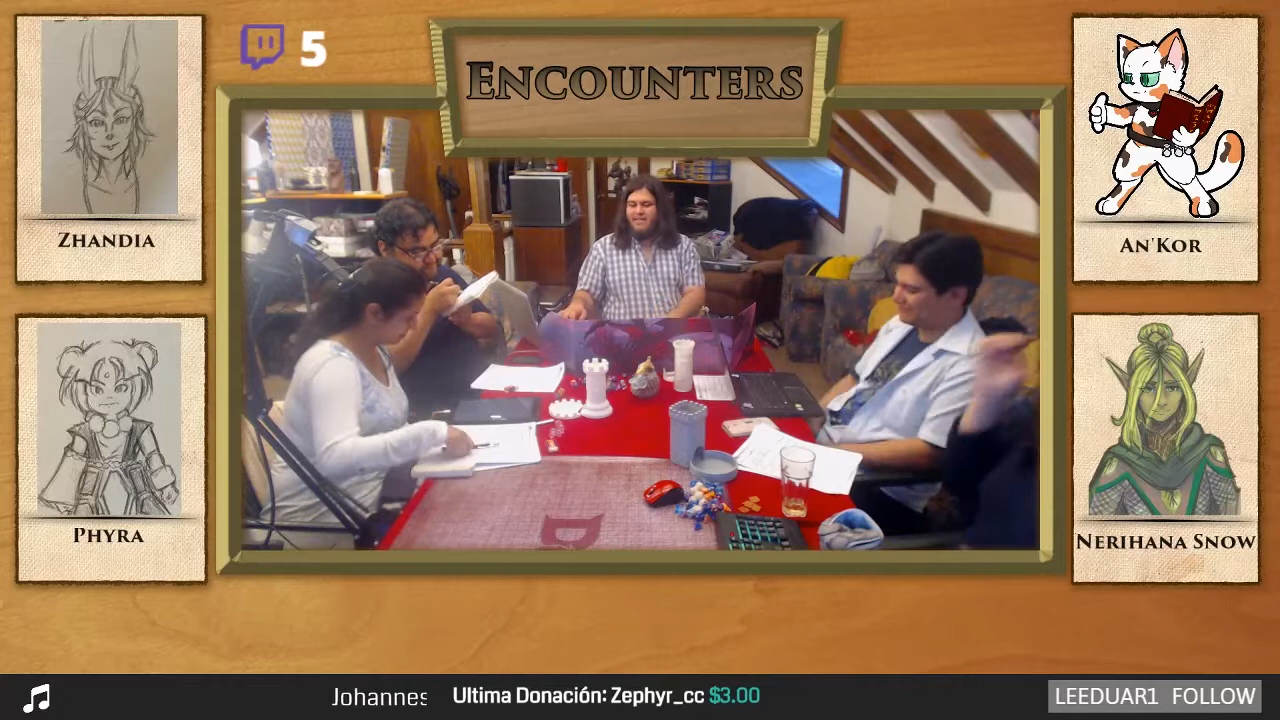 5
ENCOUNTERS
ZHANDIA
AN'KOR
PHYRA
NERIHANA SNOW
D
Johannes
Ultima Donación: Zephyr_cc $3.00
LEEDUAR1 FOLLOW